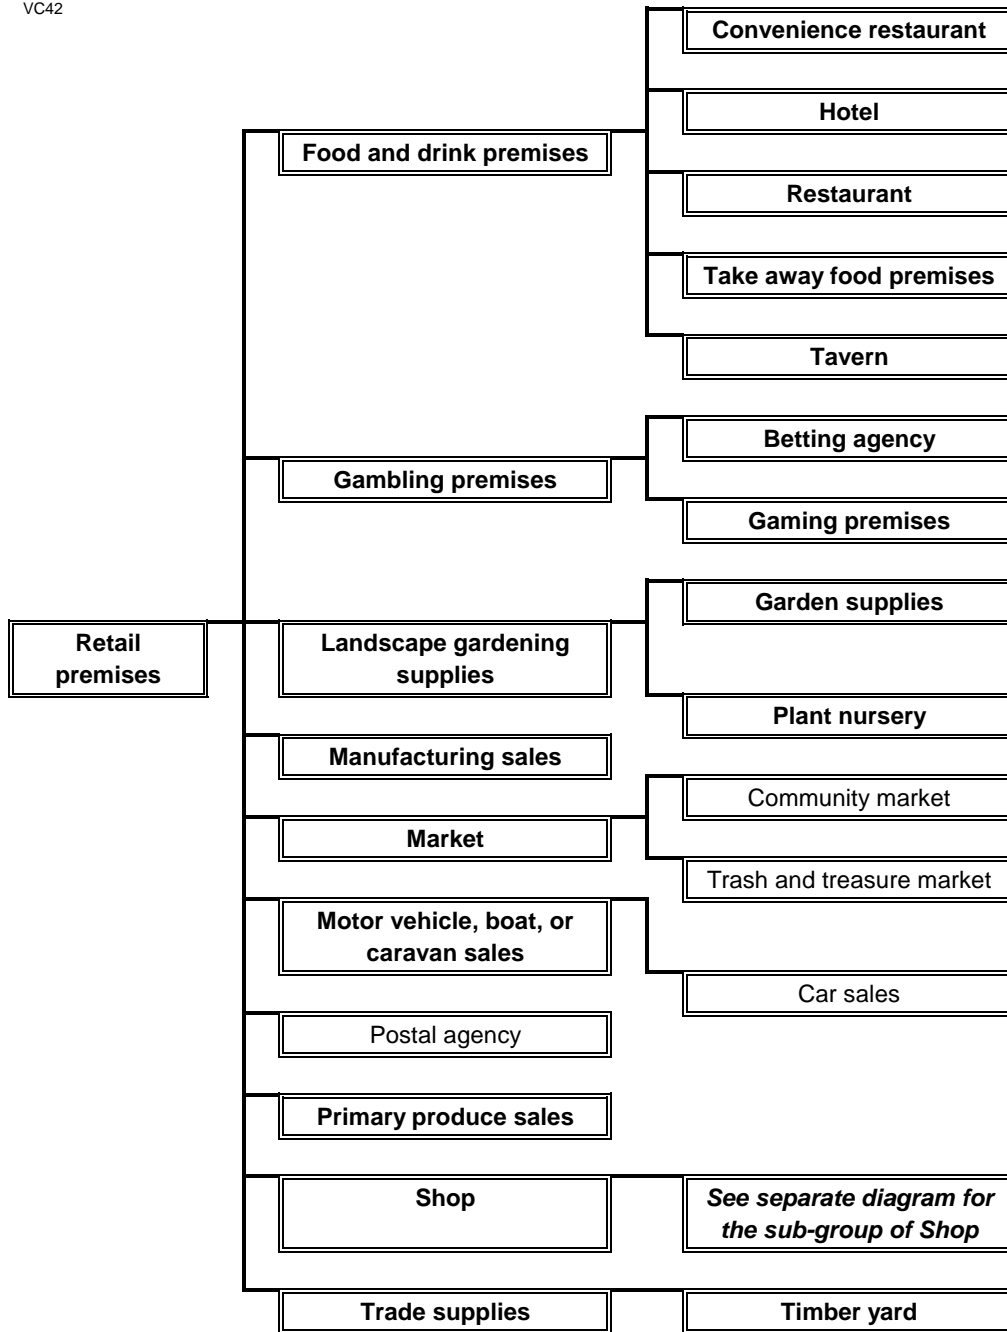 VC42
Convenience restaurant
Hotel
Food and drink premises
Restaurant
Take away food premises
Tavern
Betting agency
Gambling premises
Gaming premises
Garden supplies
Retail
premises
Landscape gardening
supplies
Plant nursery
Manufacturing sales
Community market
Market
Trash and treasure market
Motor vehicle, boat, or
caravan sales
Car sales
Postal agency
Primary produce sales
Shop
See separate diagram for
the sub-group of Shop
Trade supplies
Timber yard